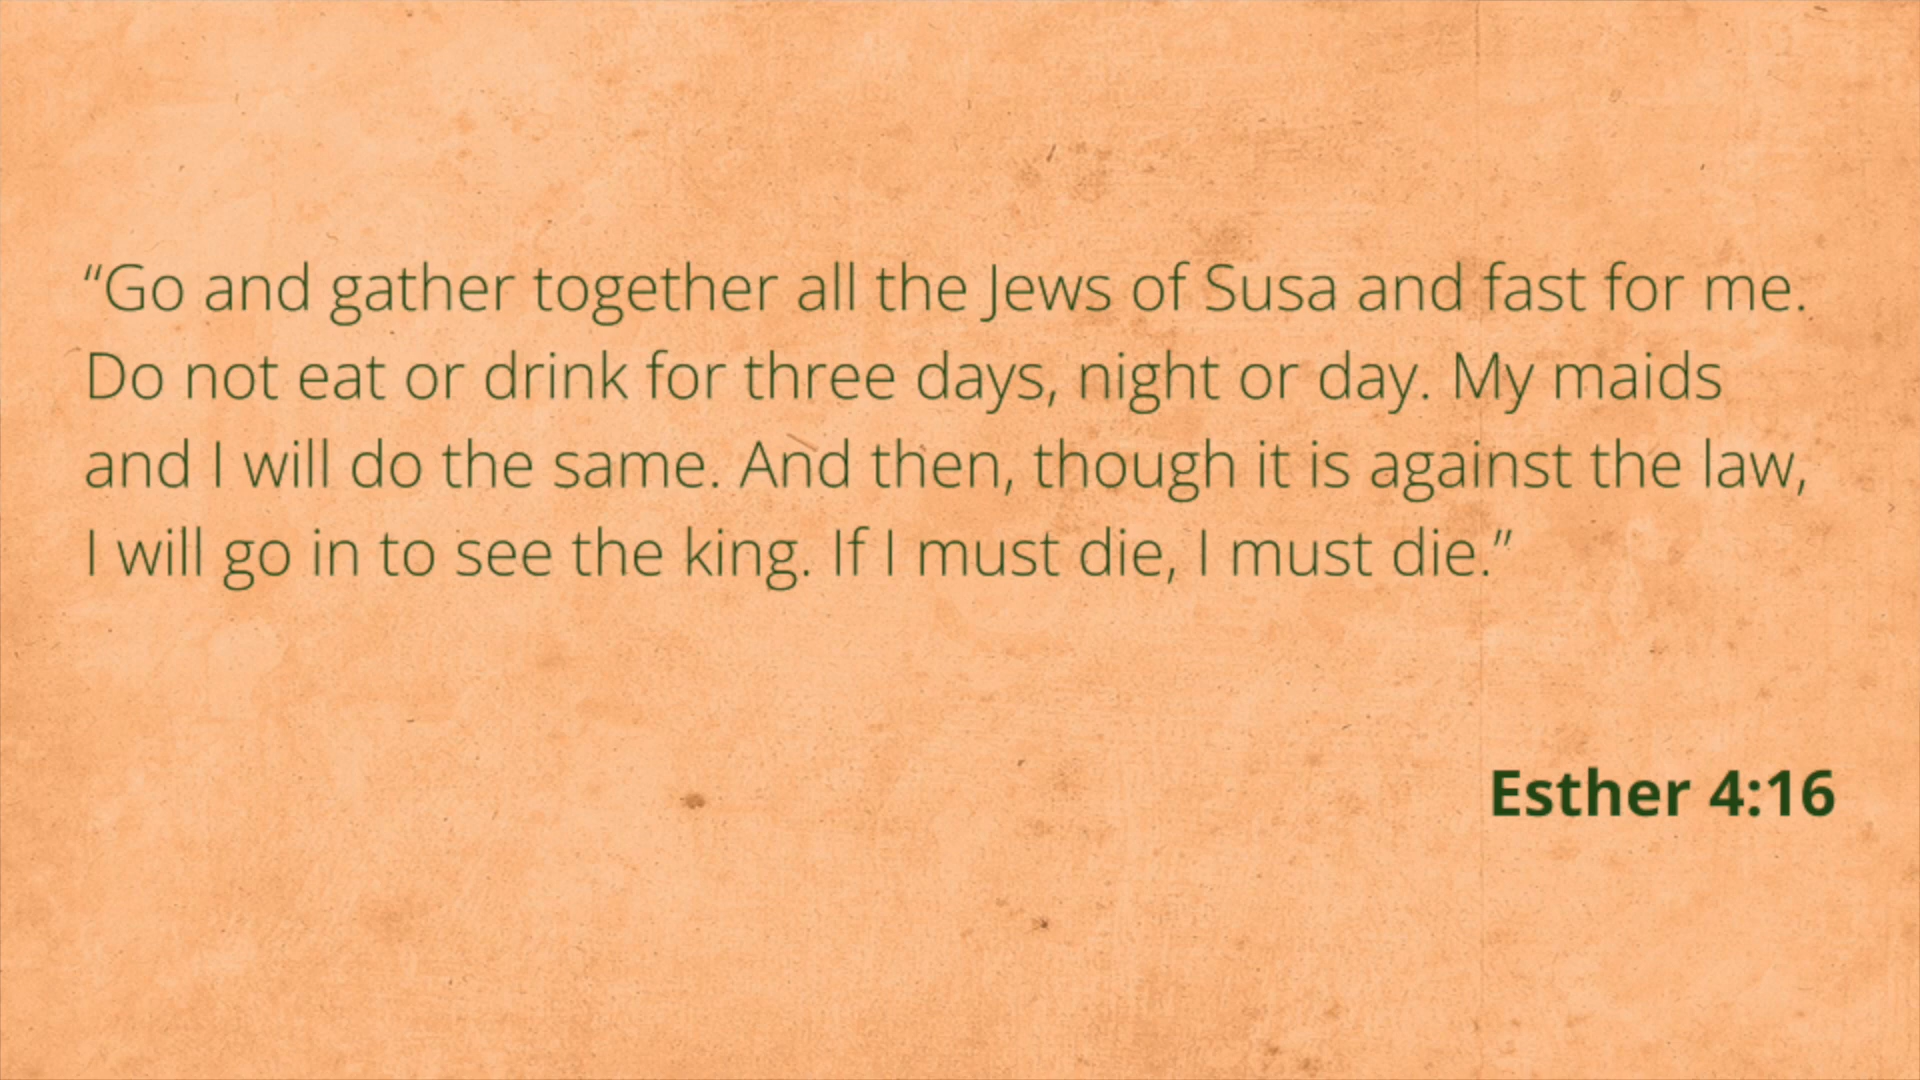 “Go and gather together all the Jews of Susa and fast for me.
Do not eat or drink for three days, night or day. My maids
and I will do the same. And then, though it is against the law,
I will go in to see the king. If I must die, I must die.”
Esther 4:16